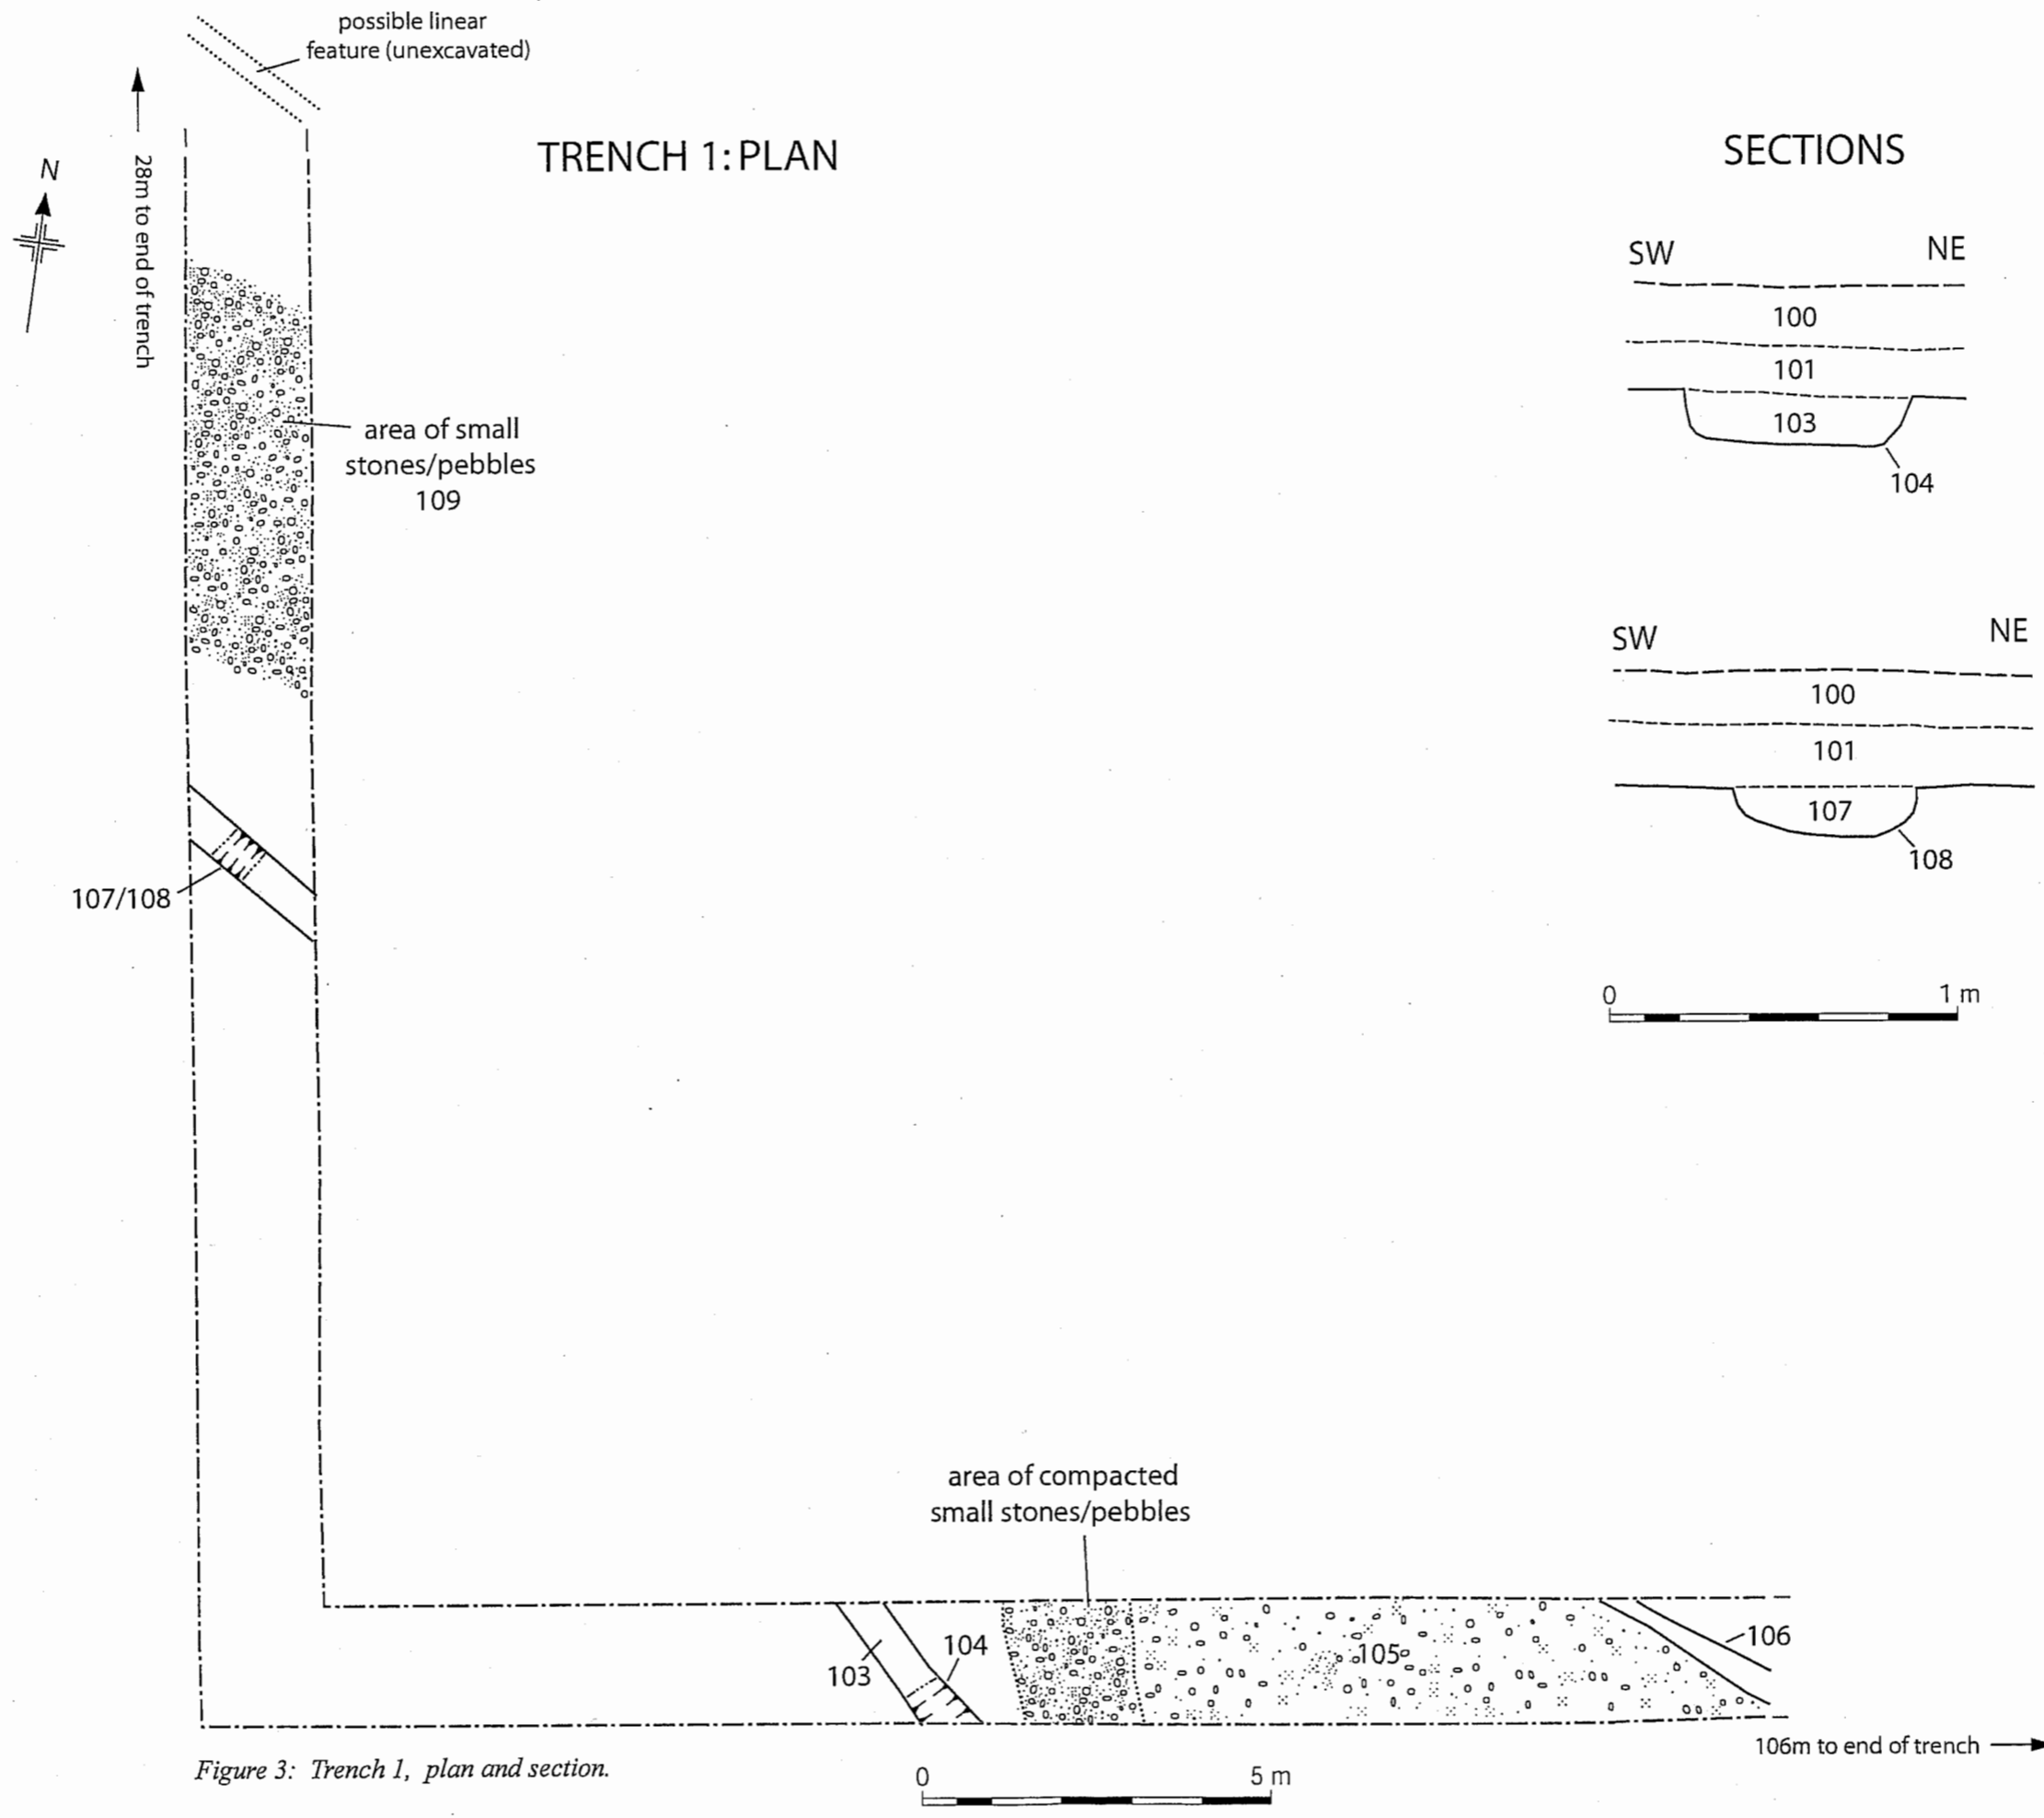 possible linear
feature (unexcavated)
28m to end of trench
N
TRENCH 1: PLAN
SECTIONS
SW
NE
100
101
103
104
area of small
stones/pebbles
109
SW
NE
100
101
107
108
107/108
0
1 m
area of compacted
small stones/pebbles
103
104
105
106
106m to end of trench
Figure 3: Trench 1, plan and section.
0
5 m